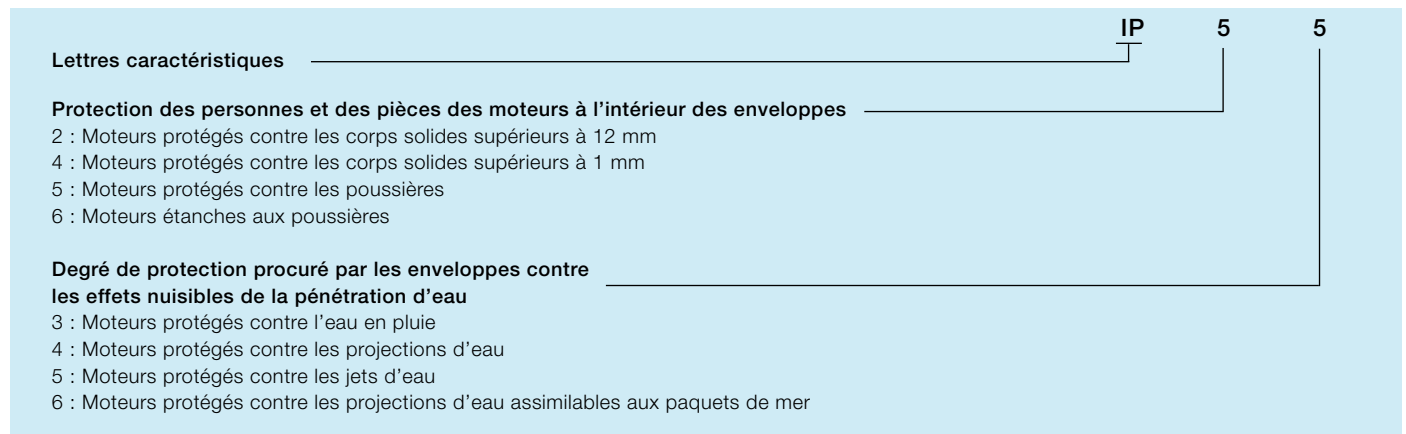 IP 5 5
Lettres caractéristiques
Protection des personnes et des pièces des moteurs à l’intérieur des enveloppes
2 : Moteurs protégés contre les corps solides supérieurs à 12 mm
4 : Moteurs protégés contre les corps solides supérieurs à 1 mm
5 : Moteurs protégés contre les poussières
6 : Moteurs étanches aux poussières
Degré de protection procuré par les enveloppes contre
les effets nuisibles de la pénétration d’eau
3 : Moteurs protégés contre l’eau en pluie
4 : Moteurs protégés contre les projections d’eau
5 : Moteurs protégés contre les jets d’eau
6 : Moteurs protégés contre les projections d’eau assimilables aux paquets de mer